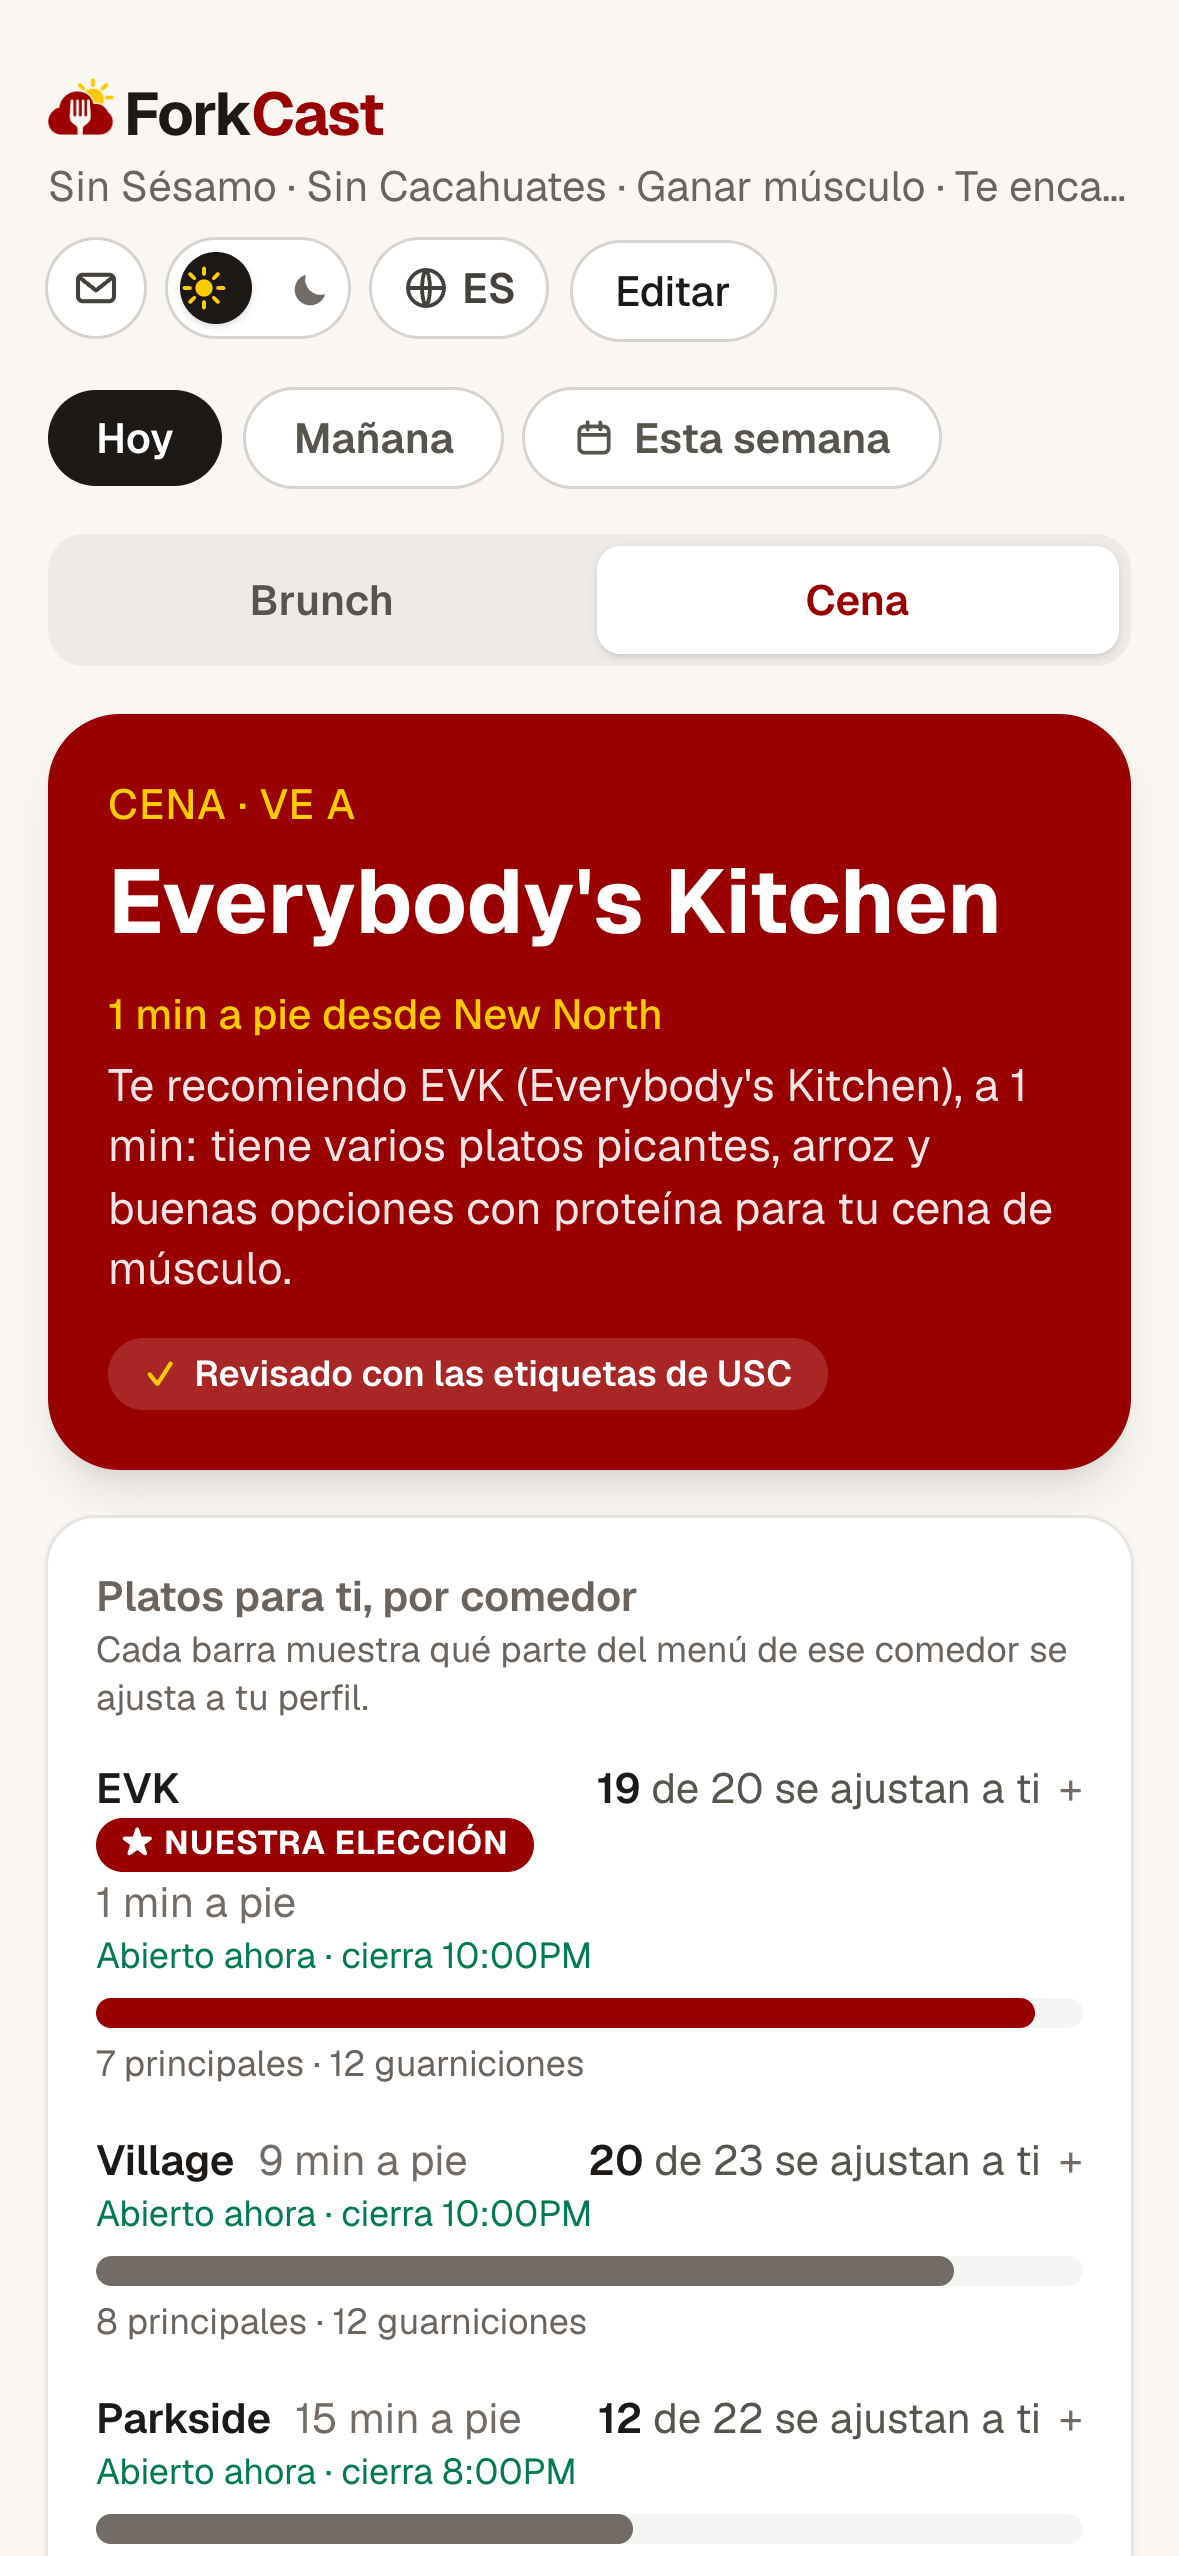 ForkCast
Sin Sésamo · Sin Cacahuates · Ganar músculo · Te enca...
ES
Editar
Hoy
Mañana
Esta semana
Brunch
Cena
CENA · VE A
Everybody's Kitchen
1 min a pie desde New North
Te recomiendo EVK (Everybody's Kitchen), a 1
min: tiene varios platos picantes, arroz y
buenas opciones con proteína para tu cena de
músculo.
Revisado con las etiquetas de USC
Platos para ti, por comedor
Cada barra muestra qué parte del menú de ese comedor se
ajusta a tu perfil.
EVK
19 de 20 se ajustan a ti +
NUESTRA ELECCIÓN
1 min a pie
Abierto ahora · cierra 10:00PM
7 principales · 12 guarniciones
Village 9 min a pie
20 de 23 se ajustan a ti +
Abierto ahora · cierra 10:00PM
8 principales · 12 guarniciones
Parkside 15 min a pie
12 de 22 se ajustan a ti +
Abierto ahora · cierra 8:00PM